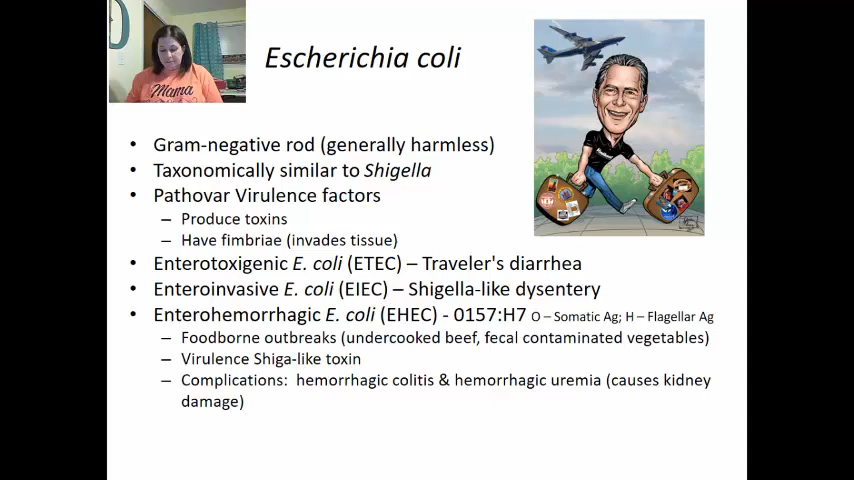 Mama
Escherichia coli
• Gram-negative rod (generally harmless)
• Taxonomically similar to Shigella
• Pathovar Virulence factors
– Produce toxins
– Have fimbriae (invades tissue)
• Enterotoxigenic E. coli (ETEC) – Traveler's diarrhea
• Enteroinvasive E. coli (EIEC) – Shigella-like dysentery
• Enterohemorrhagic E. coli (EHEC) - 0157:H7 O – Somatic Ag; H – Flagellar Ag
– Foodborne outbreaks (undercooked beef, fecal contaminated vegetables)
– Virulence Shiga-like toxin
– Complications: hemorrhagic colitis & hemorrhagic uremia (causes kidney
damage)